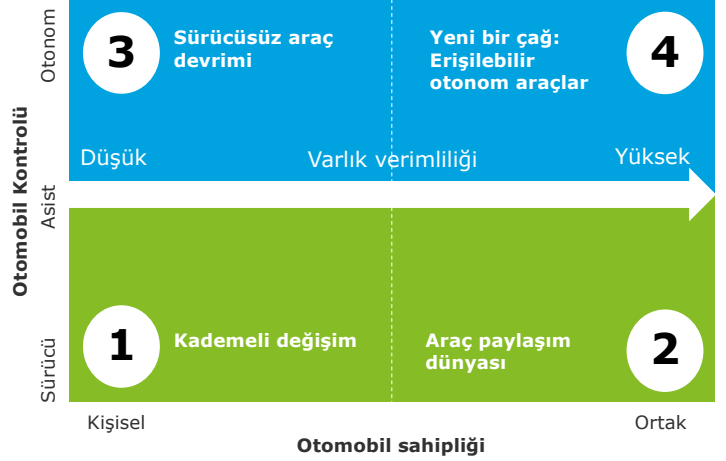 Otomobil Kontrolü
Otonom
Asist
Sürücü
3
Sürücüsüz araç
devrimi
Yeni bir çağ:
Erişilebilir
otonom araçlar
4
Düşük
Varlık verimliliği
Yüksek
1
Kademeli değişim
Araç paylaşım
dünyası
2
Kişisel
Ortak
Otomobil sahipliği